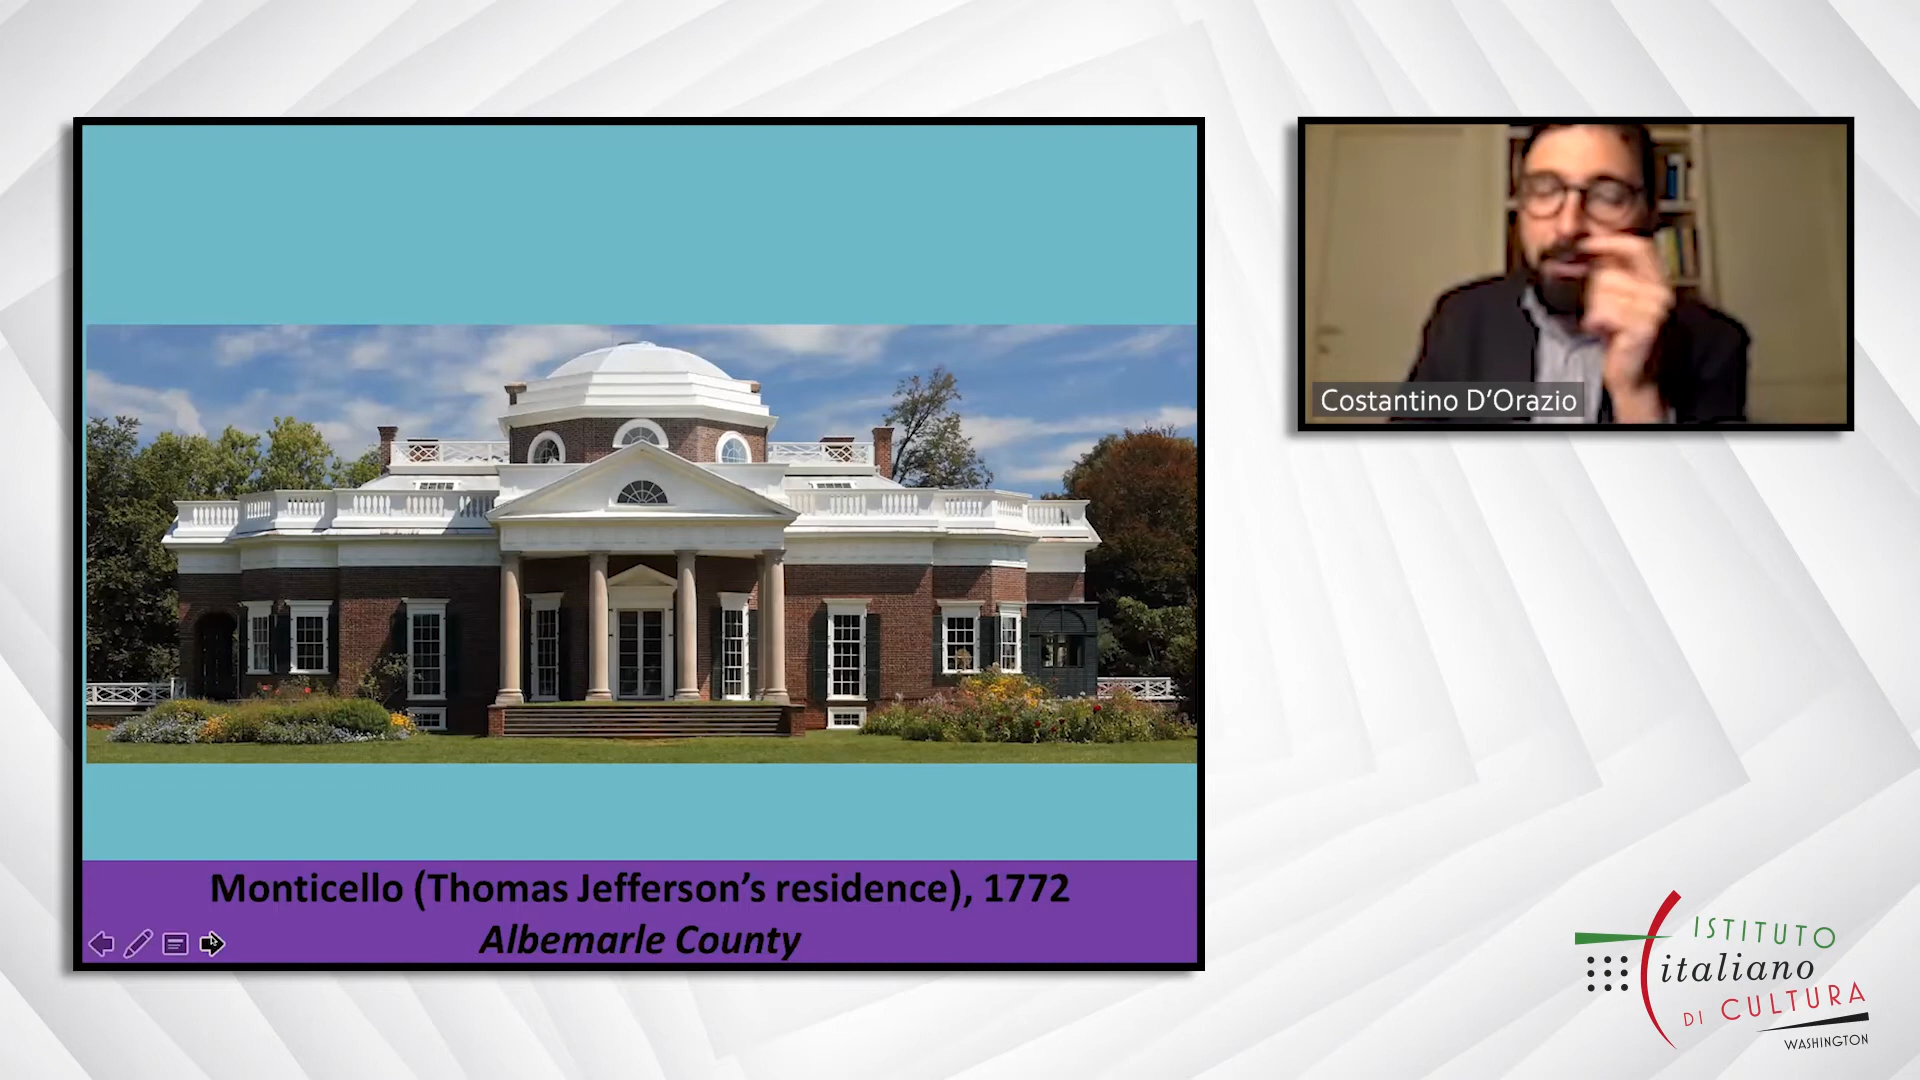 Monticello (Thomas Jefferson’s residence), 1772
Albemarle County
Costantino D’Orazio
ISTITUTO
italiano
DI CULTURA
WASHINGTON